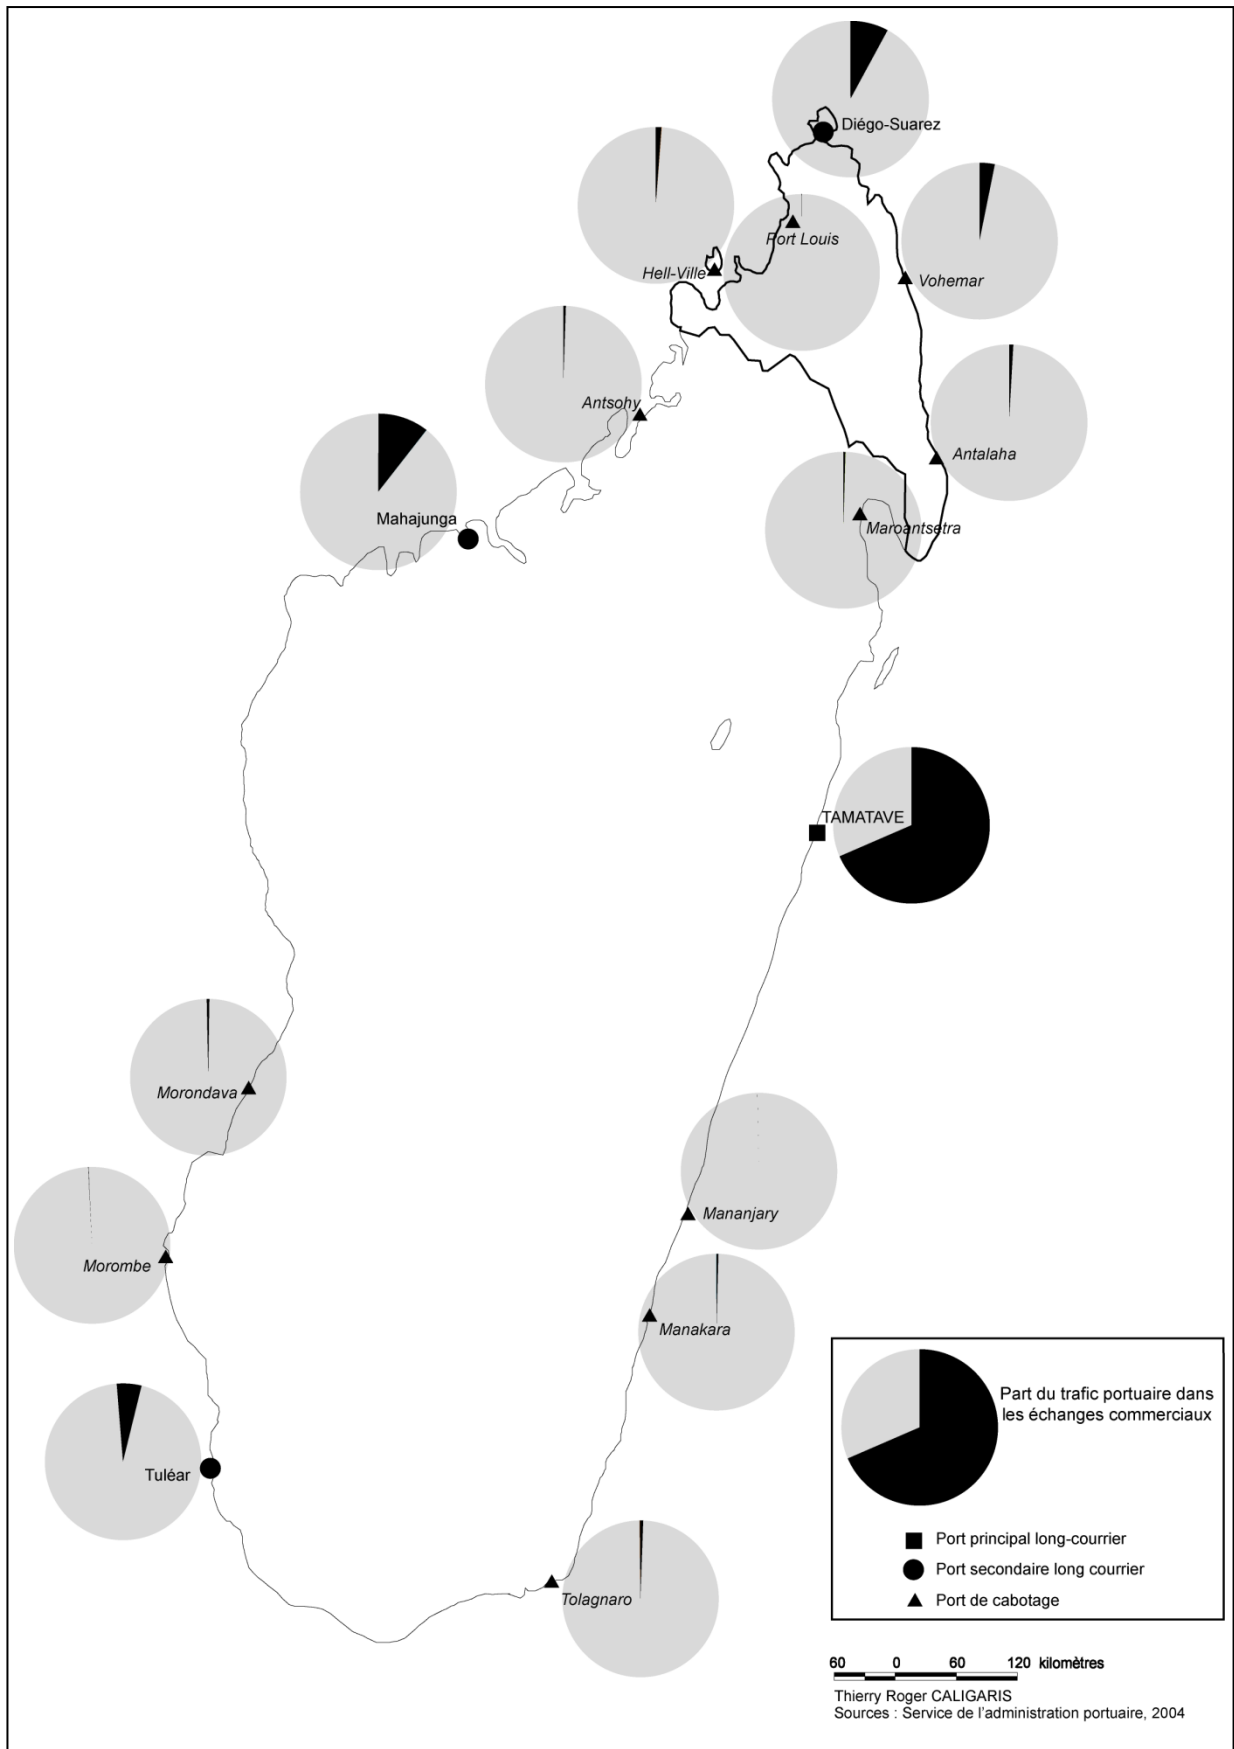 Diégo-Suarez
Port Louis
Hell-Ville
Vohemar
Antsohy
Antalaha
Mahajunga
Maroantsetra
TAMATAVE
Morondava
Mananjary
Morombe
Manakara
Tuléar
Tolagnaro
Part du trafic portuaire dans
les échanges commerciaux
Port principal long-courrier
Port secondaire long courrier
Port de cabotage
60 0 60 120 kilomètres
Thierry Roger CALIGARIS
Sources : Service de l'administration portuaire, 2004